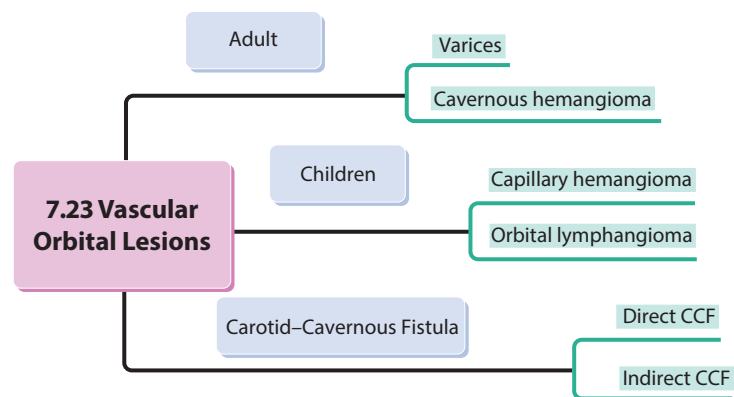 Adult
Varices
Cavernous hemangioma
Children
Capillary hemangioma
7.23 Vascular
Orbital Lesions
Orbital lymphangioma
Carotid–Cavernous Fistula
Direct CCF
Indirect CCF